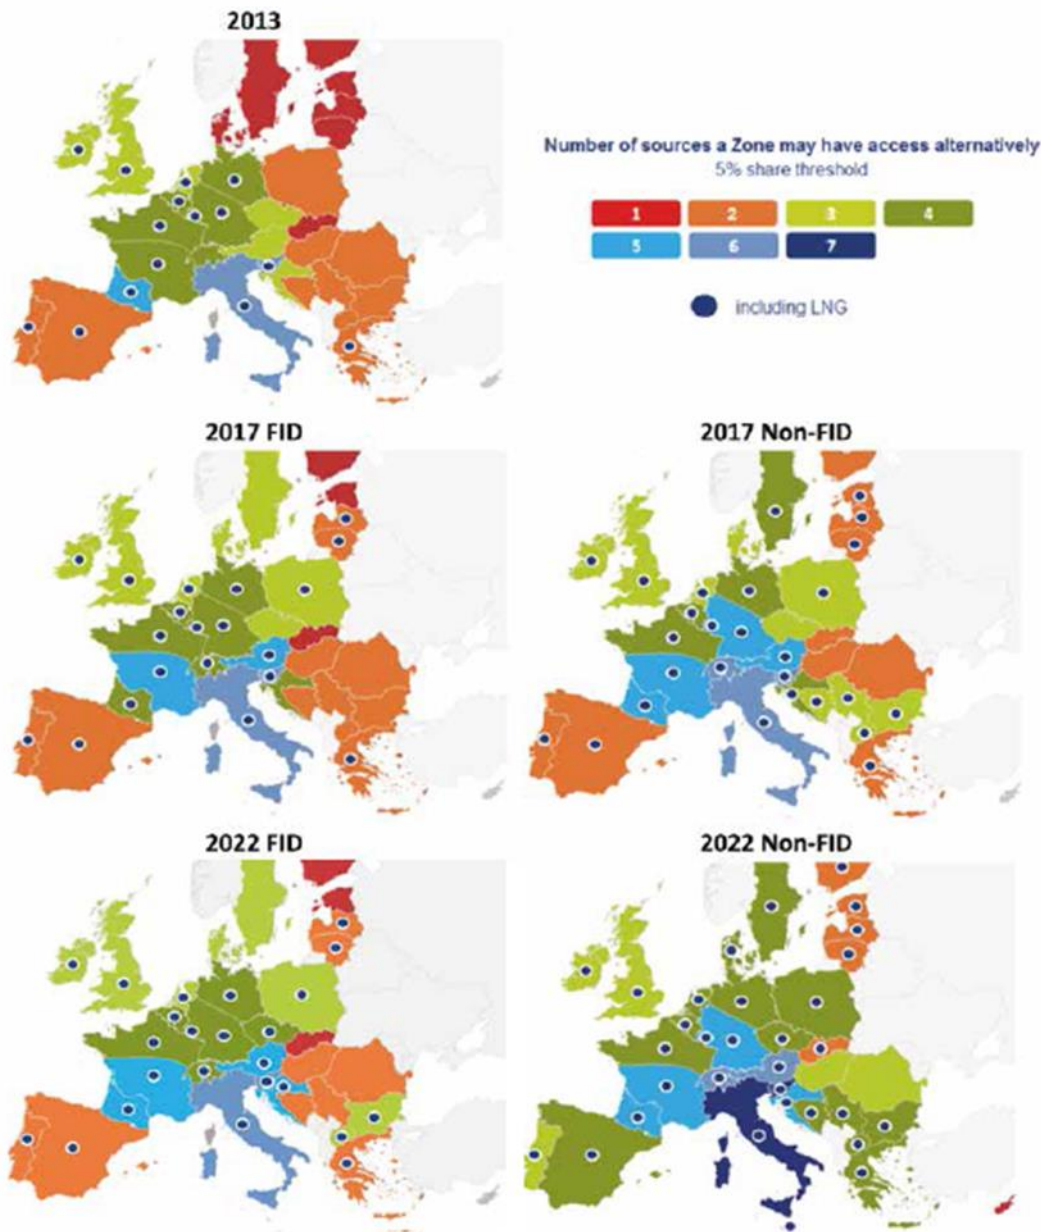 2013
Number of sources a Zone may have access alternatively
5% share threshold
1 2 3 4
5 6 7
including LNG
2017 FID
2017 Non-FID
2022 FID
2022 Non-FID